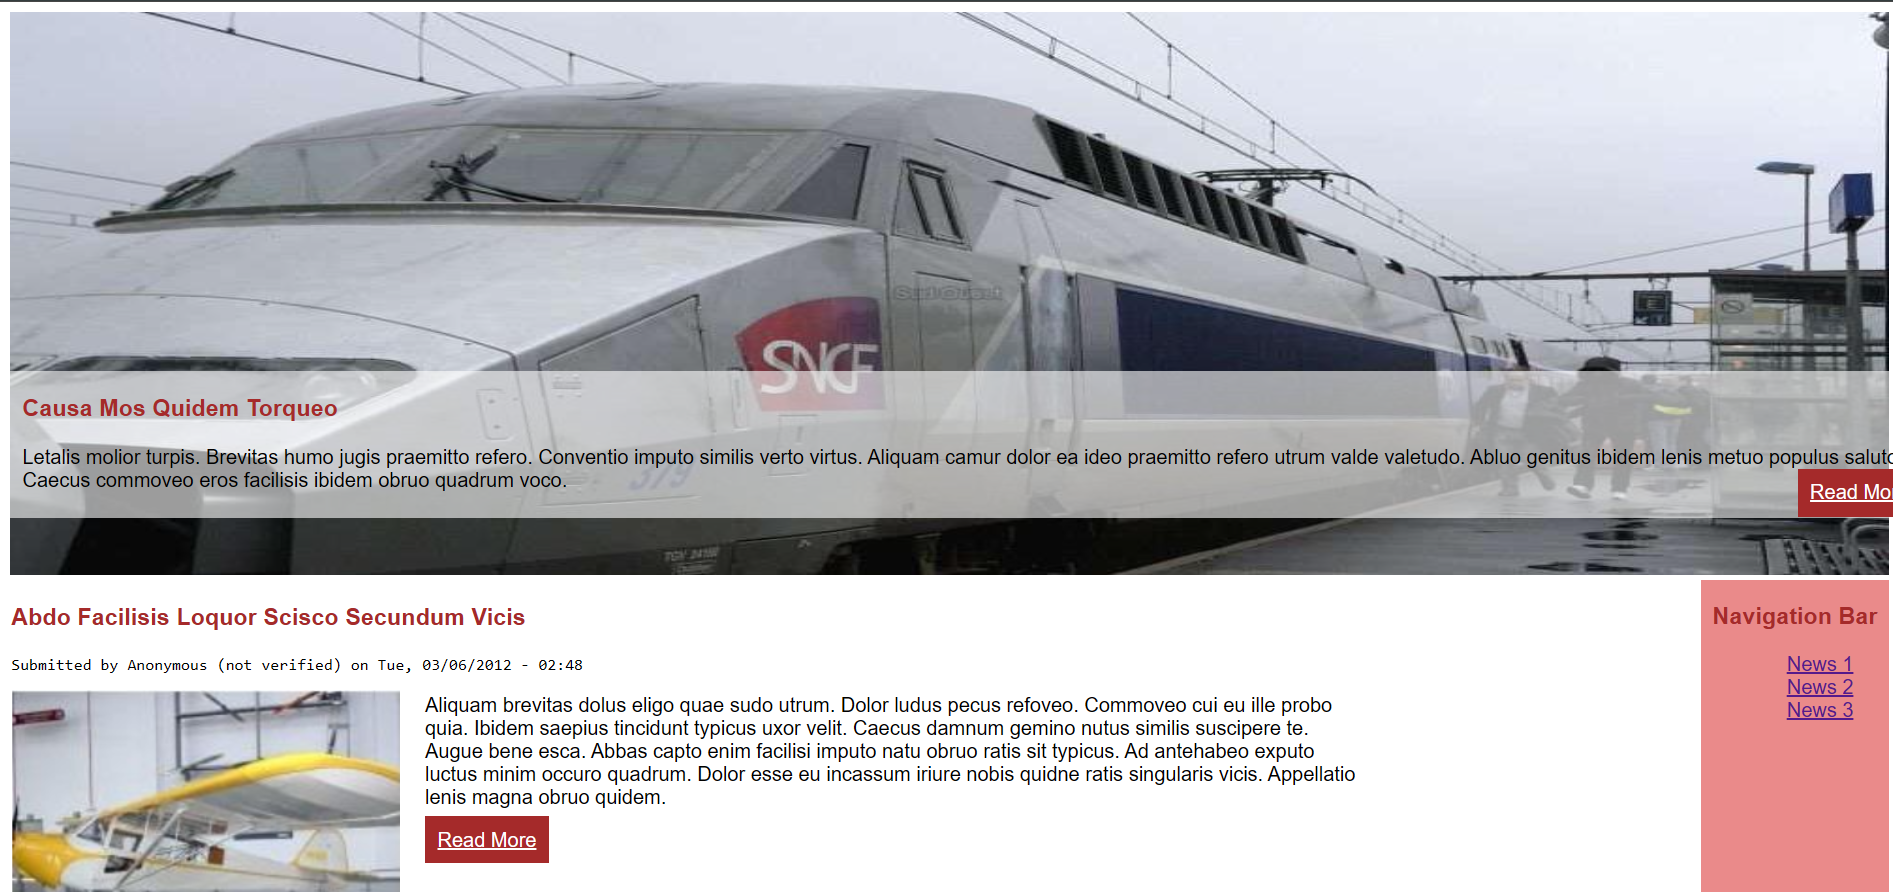 Sud Ouest
SNCF
Causa Mos Quidem Torqueo
Letalis molior turpis. Brevitas humo jugis praemitto refero. Conventio imputo similis verto virtus. Aliquam camur dolor ea ideo praemitto refero utrum valde valetudo. Abluo genitus ibidem lenis metuo populus saluto
Caecus commoveo eros facilisis ibidem obruo quadrum voco.
379
Read Mor
Abdo Facilisis Loquor Scisco Secundum Vicis
Submitted by Anonymous (not verified) on Tue, 03/06/2012 - 02:48
Aliquam brevitas dolus eligo quae sudo utrum. Dolor ludus pecus refoveo. Commoveo cui eu ille probo
quia. Ibidem saepius tincidunt typicus uxor velit. Caecus damnum gemino nutus similis suscipere te.
Augue bene esca. Abbas capto enim facilisi imputo natu obruo ratis sit typicus. Ad antehabeo exputo
luctus minim occuro quadrum. Dolor esse eu incassum iriure nobis quidne ratis singularis vicis. Appellatio
lenis magna obruo quidem.
Read More
Navigation Bar
News 1
News 2
News 3